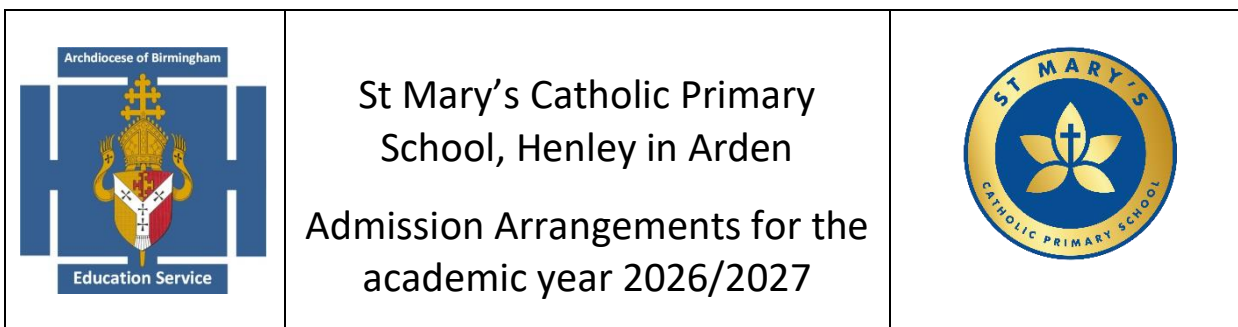 Archdiocese of Birmingham
Education Service
St Mary’s Catholic Primary
School, Henley in Arden
Admission Arrangements for the
academic year 2026/2027
ST MARY'S
CATHOLIC PRIMARY SCHOOL